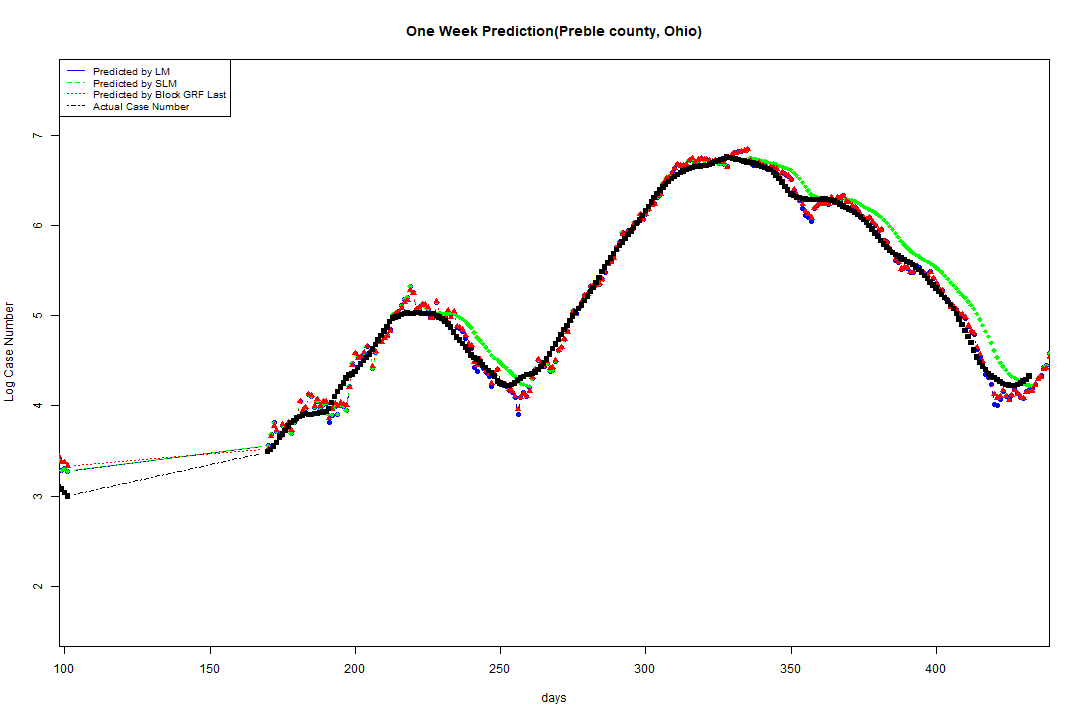 One Week Prediction(Preble county, Ohio)
Predicted by LM
Predicted by SLM
Predicted by Block GRF Last
Actual Case Number
7
6
5
4
3
2
Log Case Number
100 150 200 250 300 350 400
days